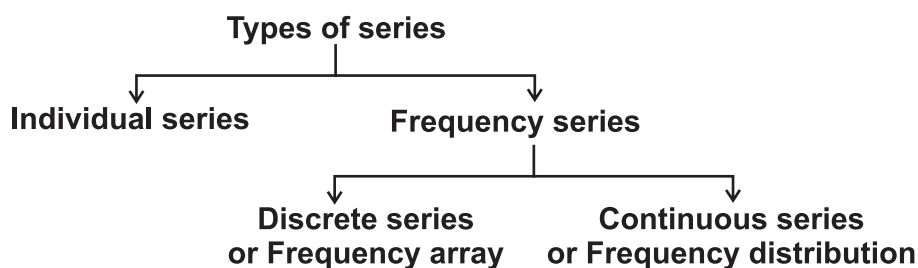 Types of series
Individual series
Frequency series
Discrete series
or Frequency array
Continuous series
or Frequency distribution